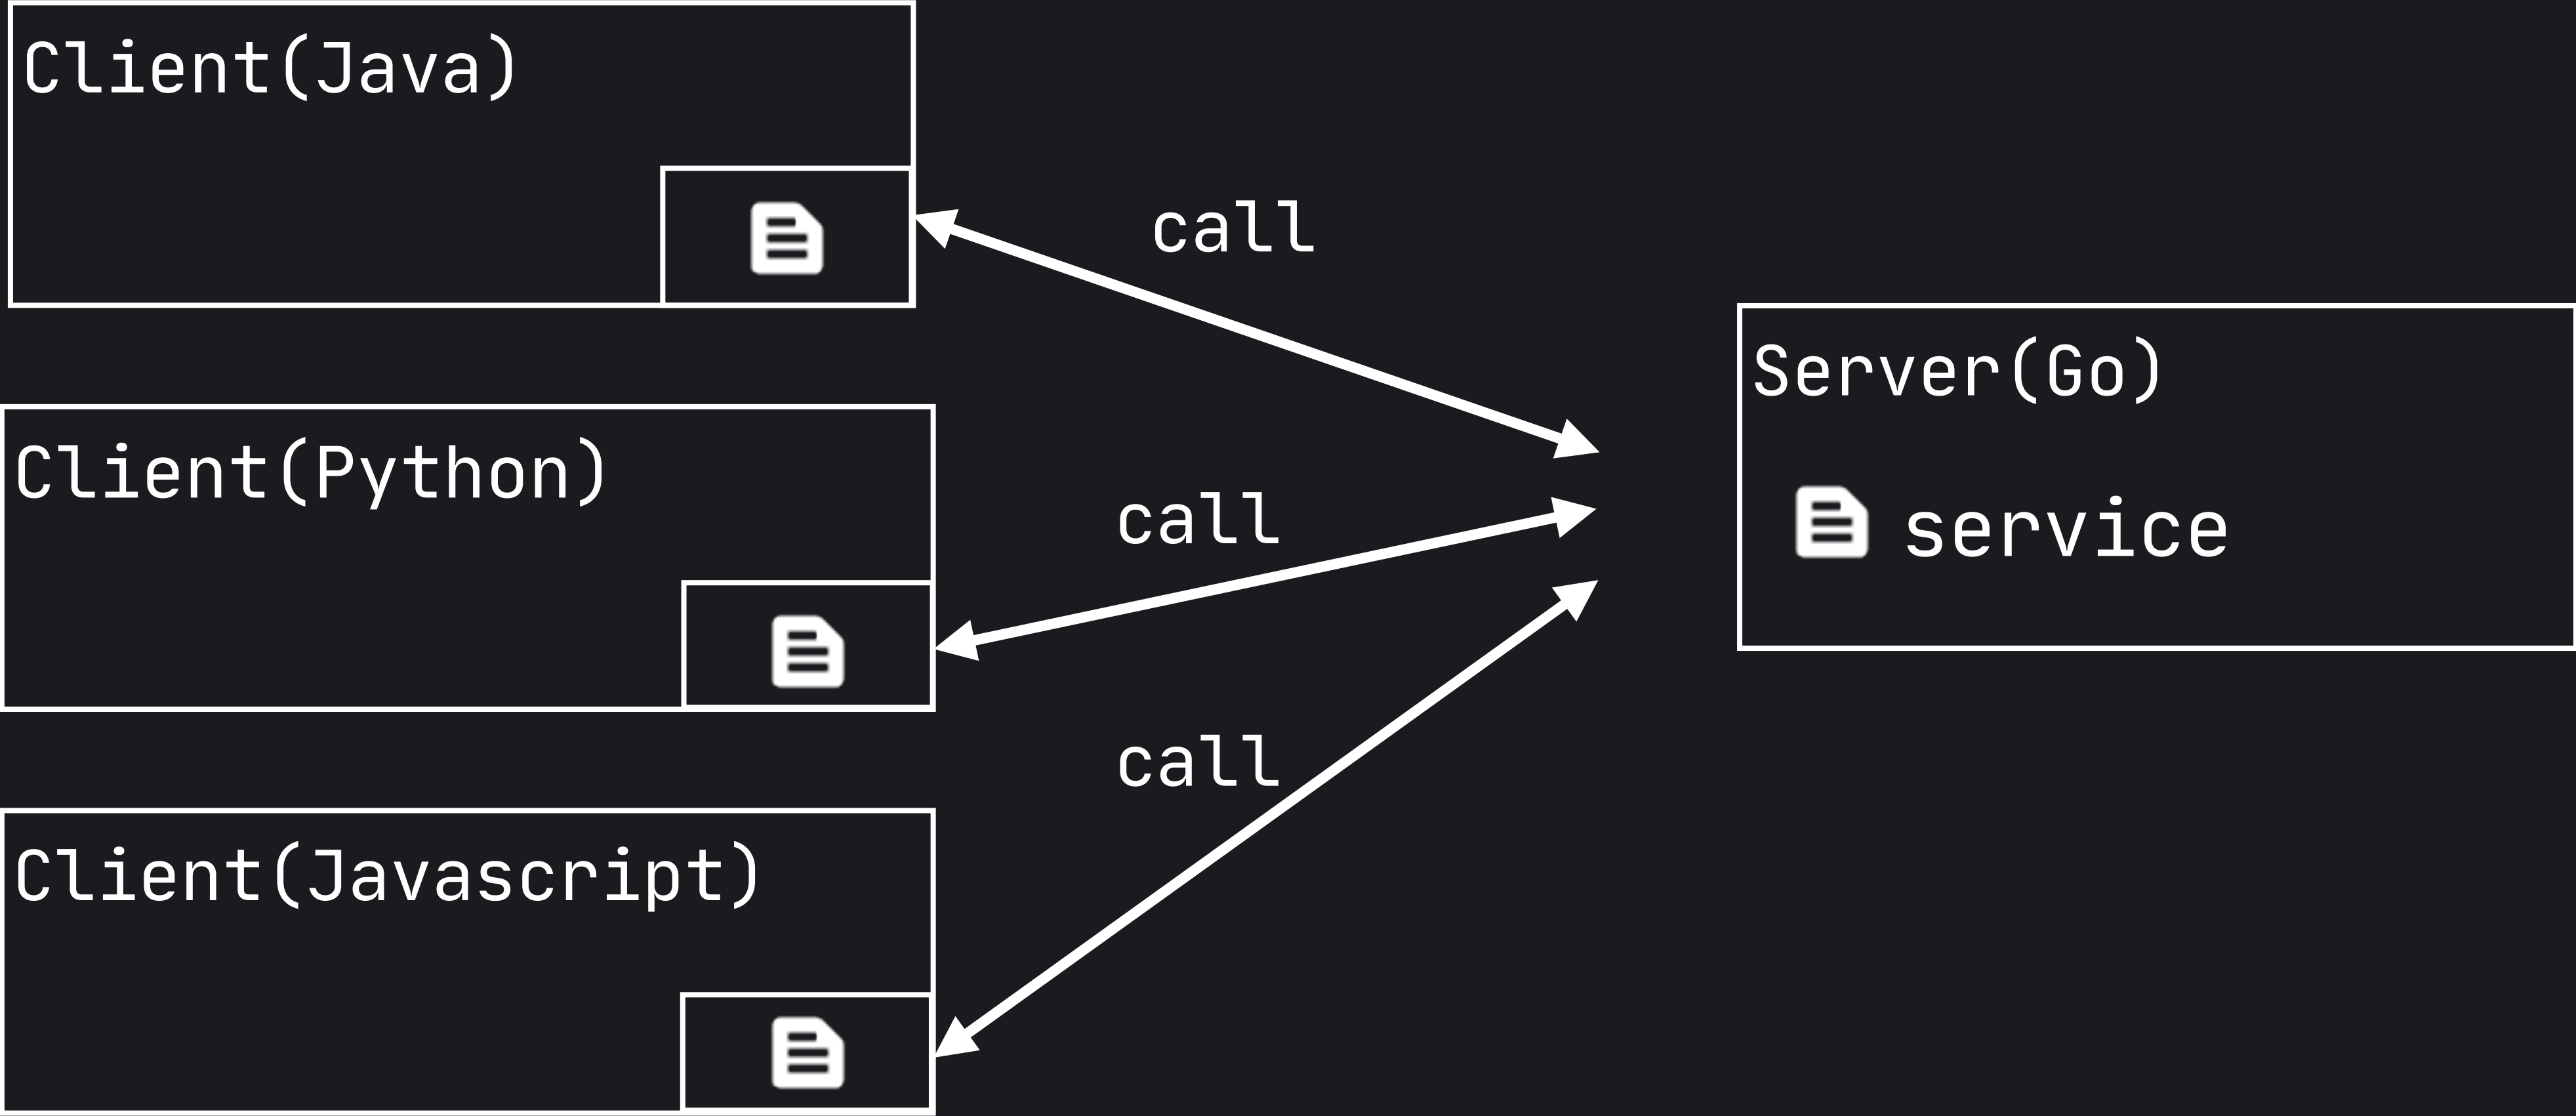 Client(Java)
call
Server(Go)
Client(Python)
call
service
call
Client(Javascript)